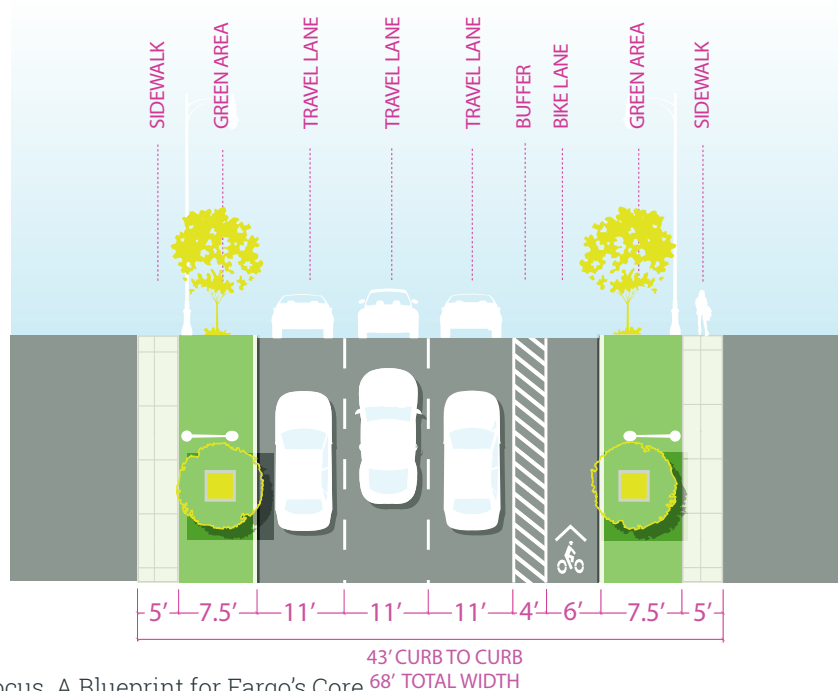 SIDEWALK
GREEN AREA
TRAVEL LANE
TRAVEL LANE
TRAVEL LANE
BUFFER
BIKE LANE
GREEN AREA
SIDEWALK
5’ 7.5’ 11’ 11’ 11’ 4’ 6’ 7.5’ 5’
43’ CURB TO CURB
68’ TOTAL WIDTH
A Blueprint for Fargo’s Core